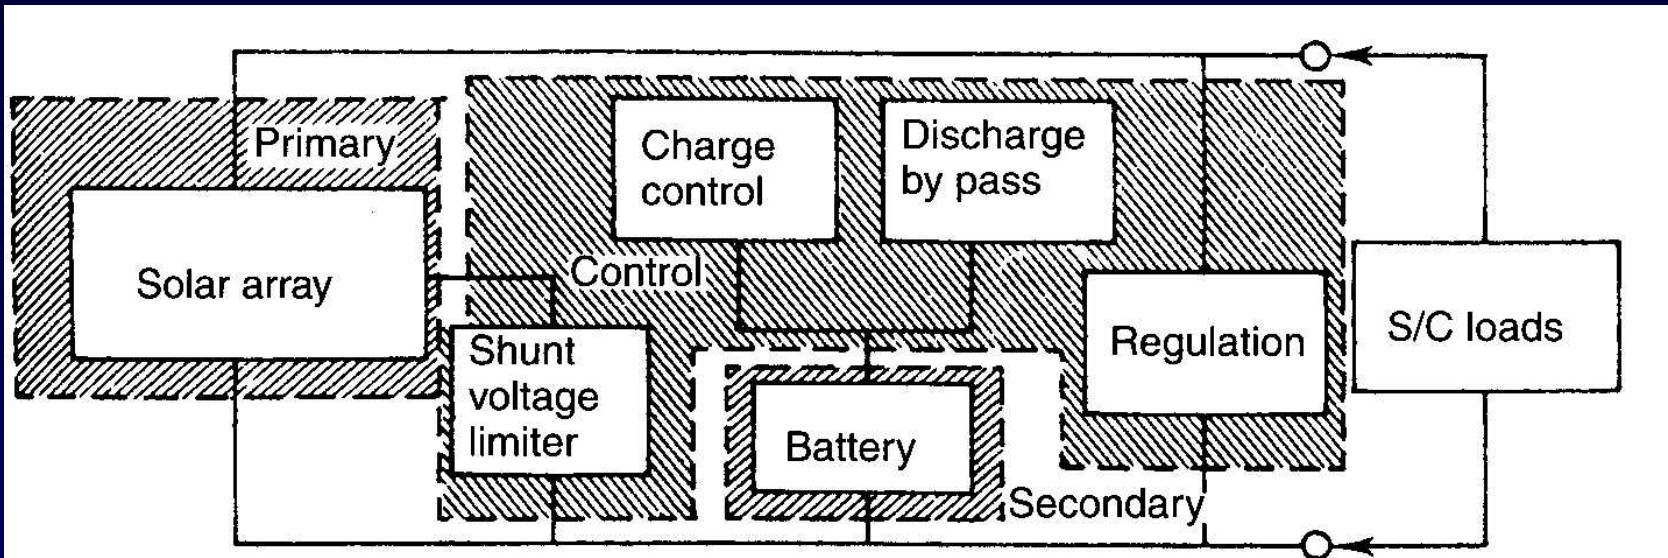 Primary
Charge
control
Discharge
by pass
Solar array
Control
Shunt
voltage
limiter
Battery
Regulation
S/C loads
Secondary